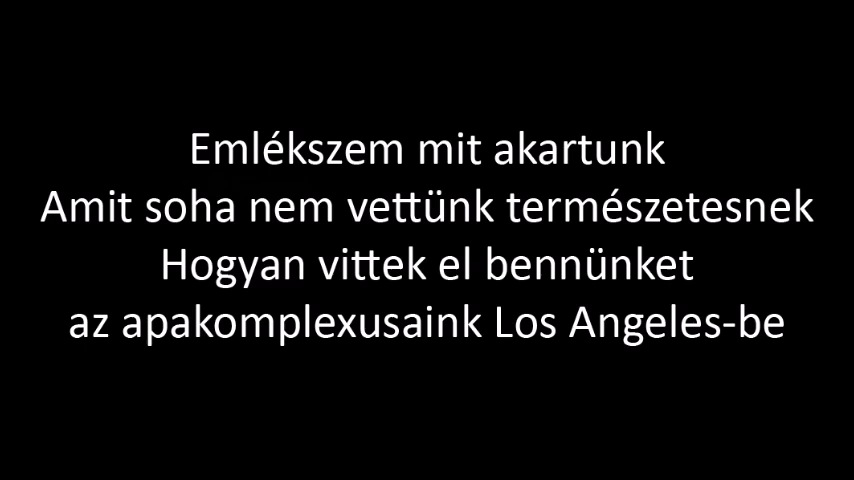 Emlékszem mit akartunk
Amit soha nem vettünk természetesnek
Hogyan vittek el bennünket
az apakomplexusaink Los Angeles-be